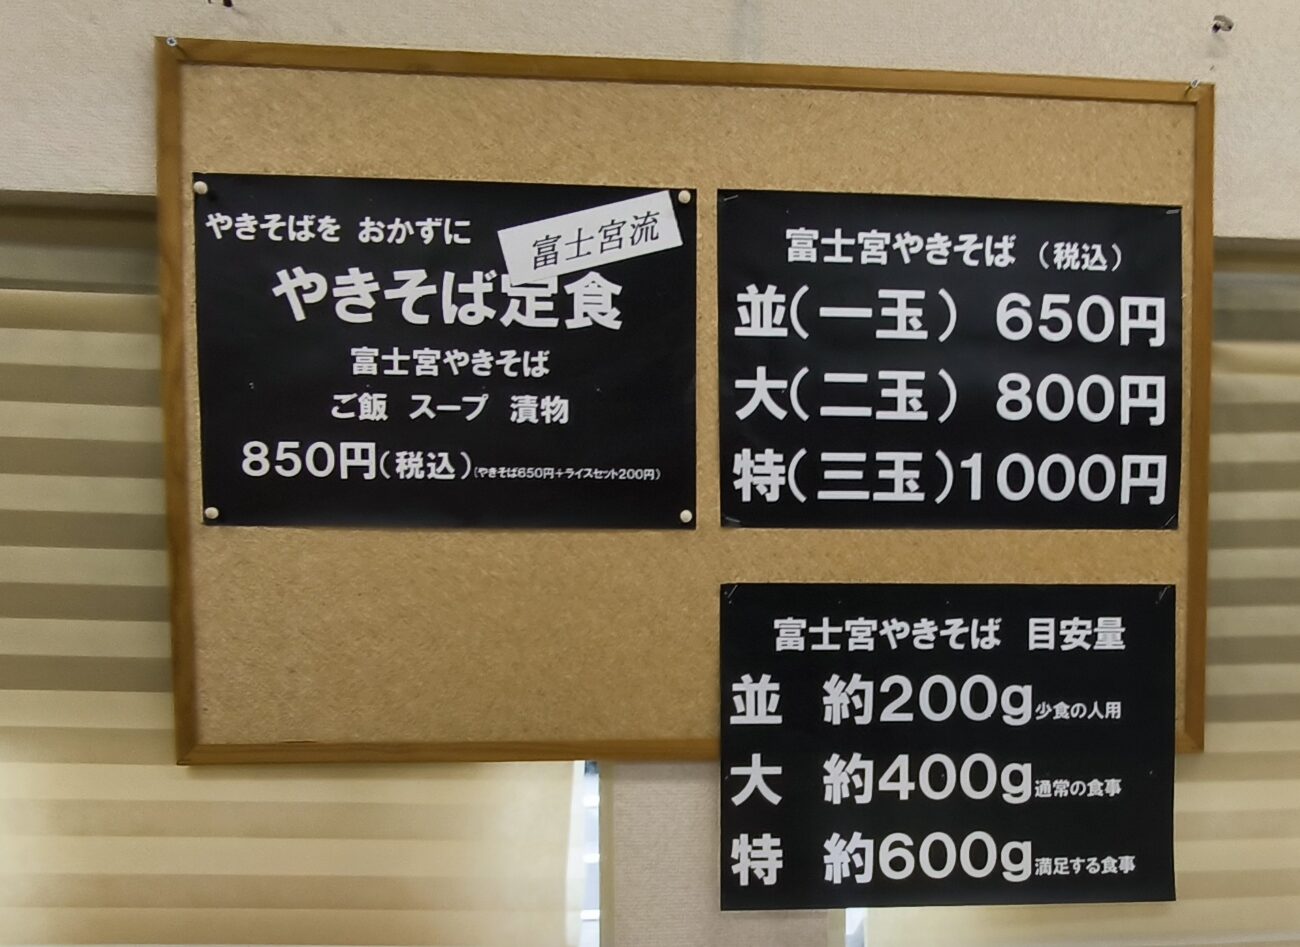 やきそばを おかずに
富士宮流
やきそば定食
富士宮やきそば
ご飯 スープ 漬物
850円(税込)(やきそば650円+ライスセット200円)
富士宮やきそば (税込)
並(一玉) 650円
大(二玉) 800円
特(三玉)1000円
富士宮やきそば 目安量
並 約200g少食の人用
大 約400g通常の食事
特 約600g満足する食事